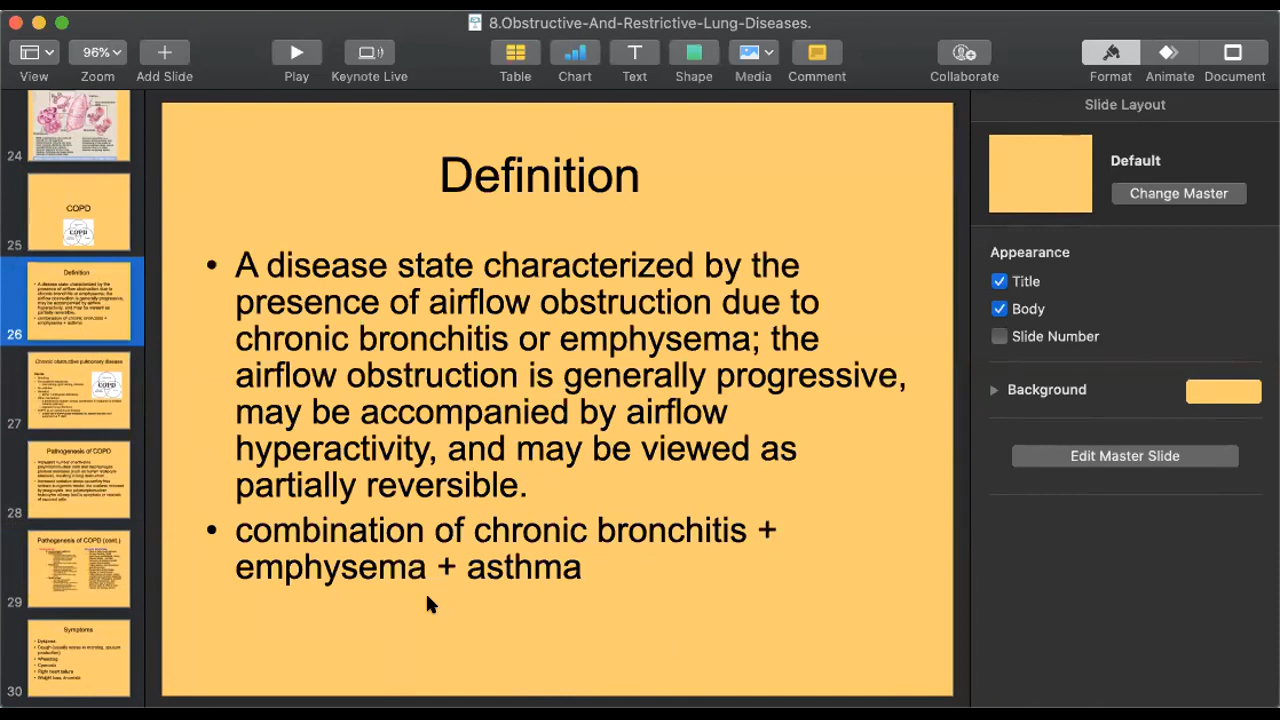 8.Obstructive-And-Restrictive-Lung-Diseases.
96%
View
Zoom
Add Slide
Play
Keynote Live
Table
Chart
Text
Shape
Media
Comment
Collaborate
Format
Animate
Document
24
COPD
COPD
25
Definition
26
Chronic obstructive pulmonary disease
COPD
27
Pathogenesis of COPD
28
Pathogenesis of COPD (cont.)
29
Symptoms
30
Definition
• A disease state characterized by the
presence of airflow obstruction due to
chronic bronchitis or emphysema; the
airflow obstruction is generally progressive,
may be accompanied by airflow
hyperactivity, and may be viewed as
partially reversible.
• combination of chronic bronchitis +
emphysema + asthma
Slide Layout
Default
Change Master
Appearance
Title
Body
Slide Number
Background
Edit Master Slide